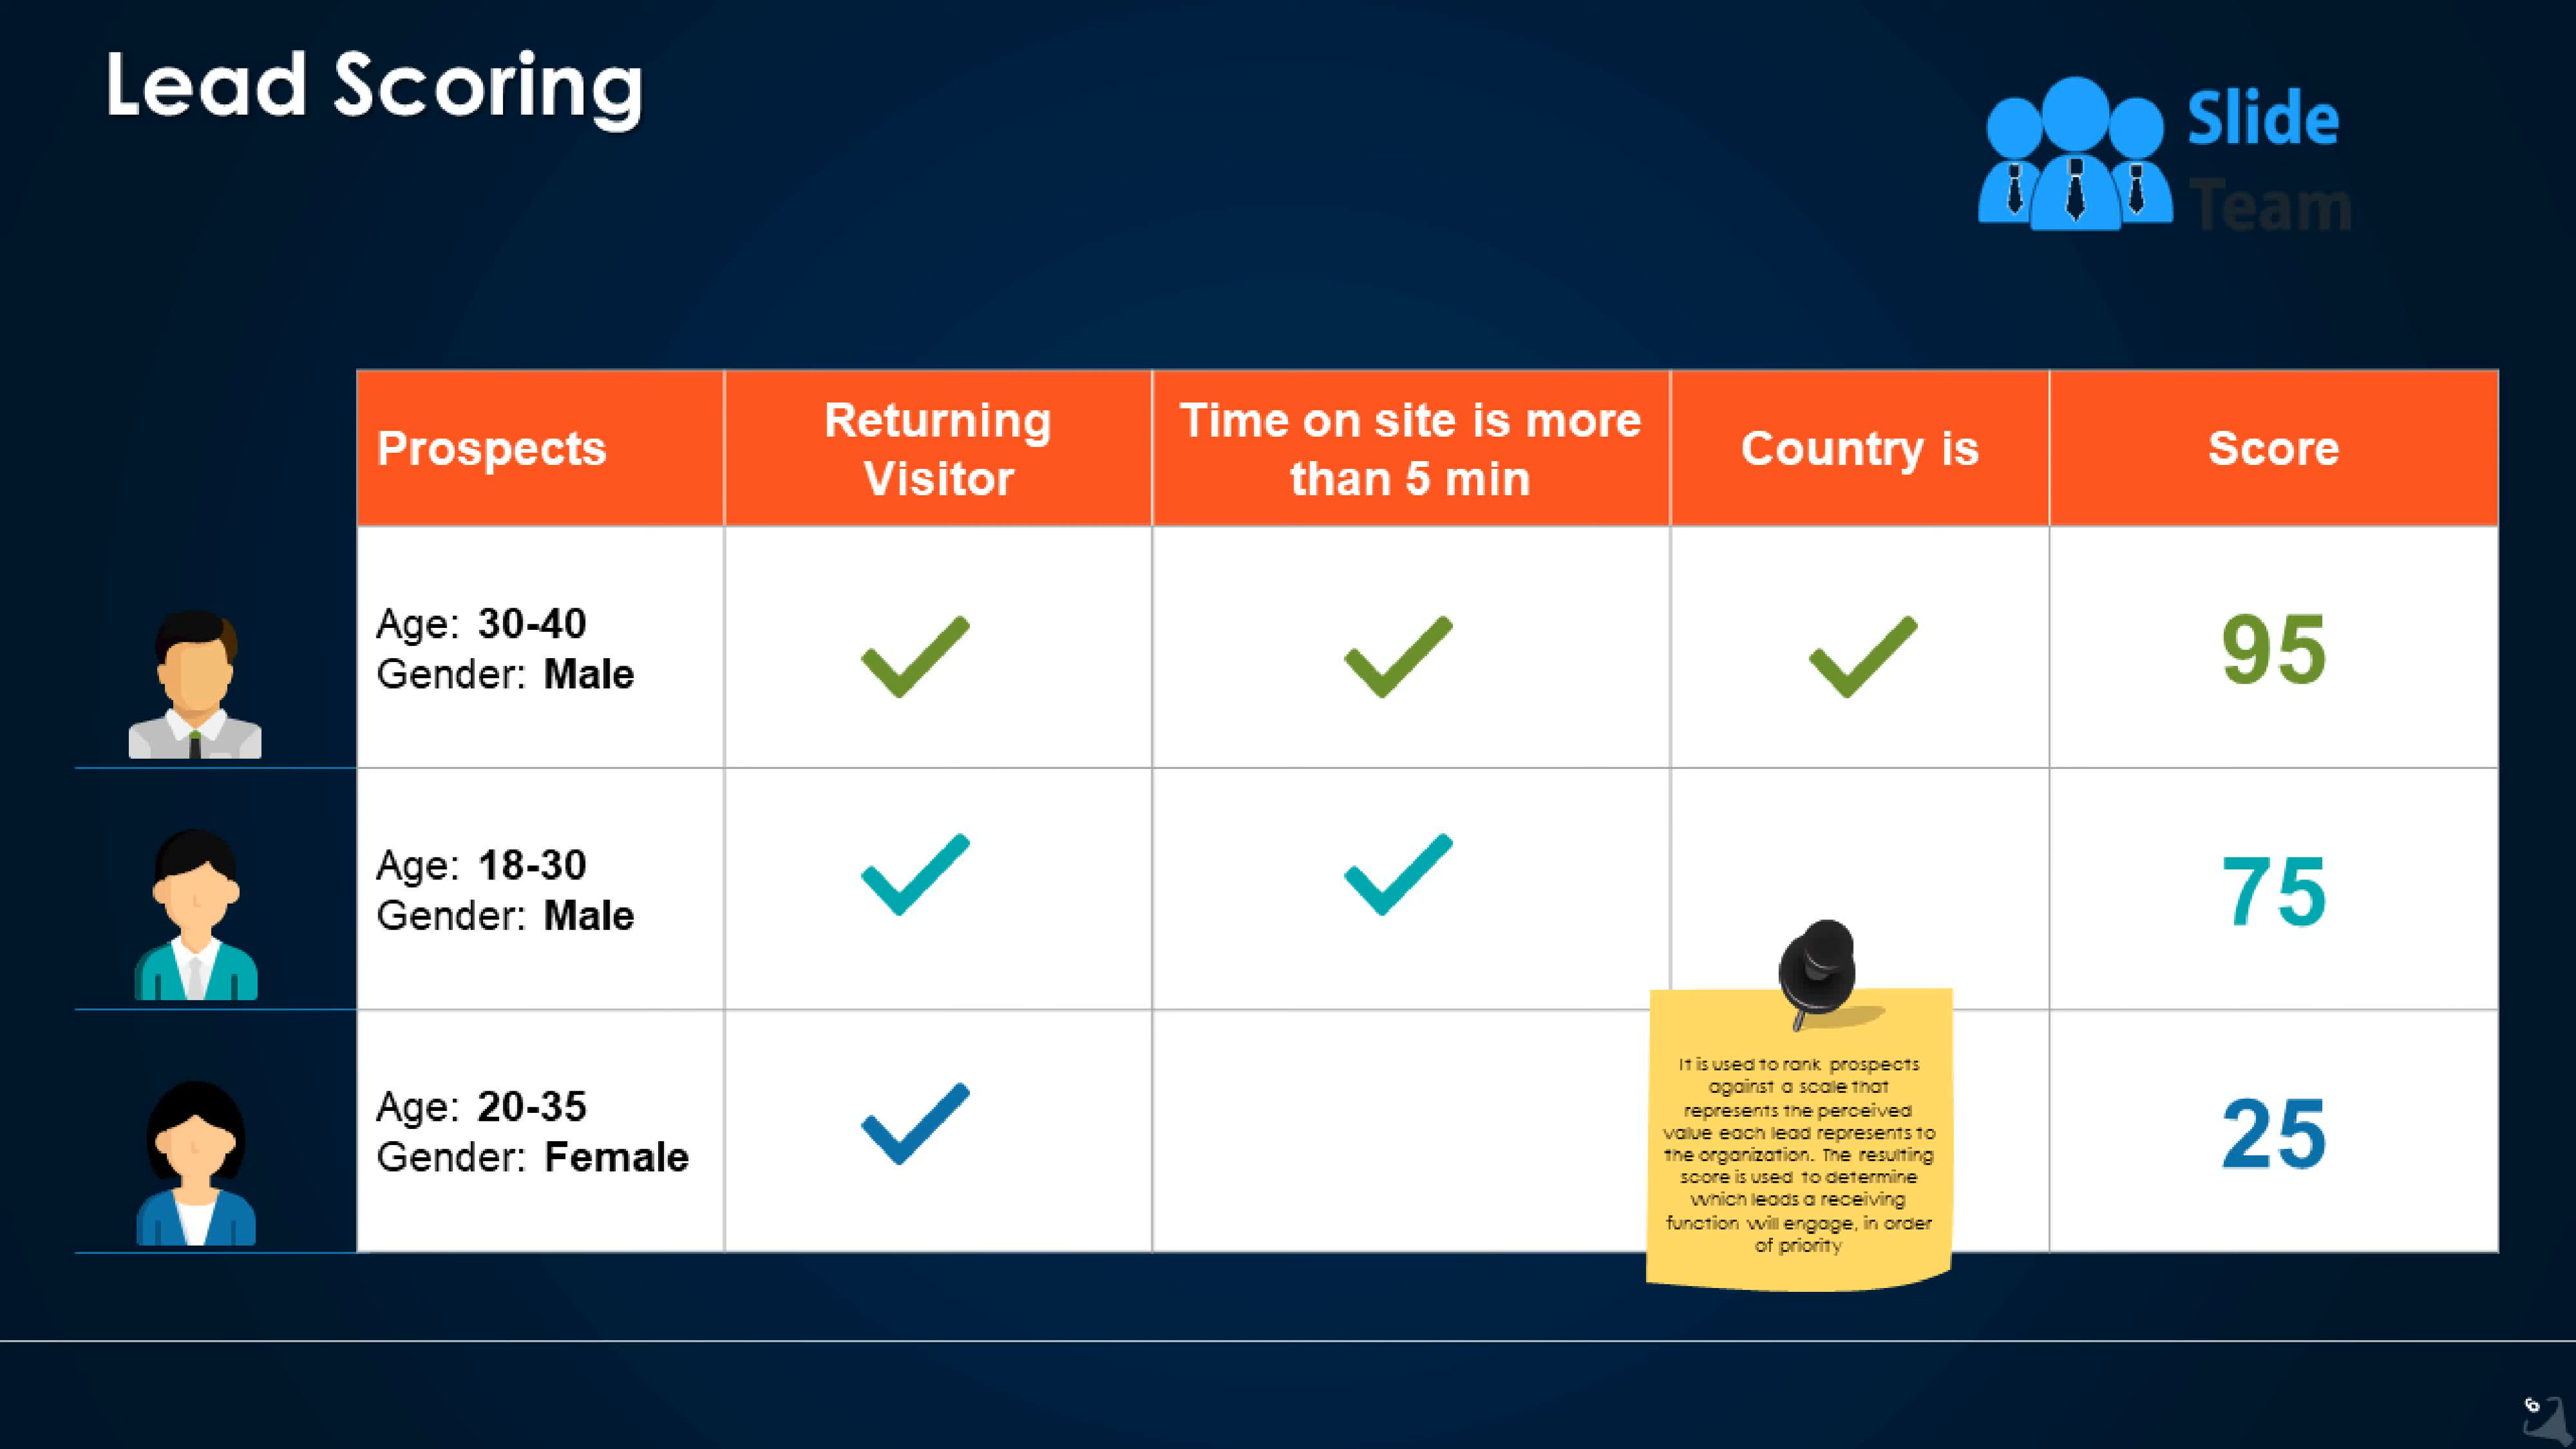 Lead Scoring
Slide
Team
Prospects
Returning
Visitor
Time on site is more
than 5 min
Country is
Score
Age: 30-40
Gender: Male
95
Age: 18-30
Gender: Male
75
Age: 20-35
Gender: Female
25
It is used to rank prospects
against a scale that
represents the perceived
value each lead represents to
the organization. The resulting
score is used to determine
which leads a receiving
function will engage, in order
of priority
6